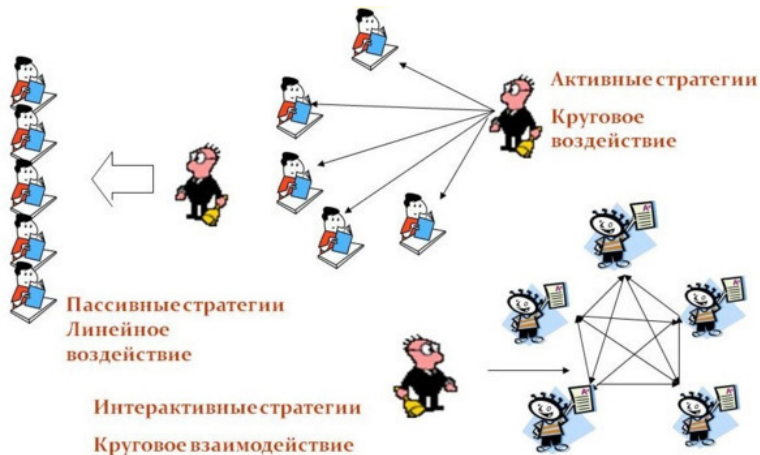 Активные стратегии
Круговое
воздействие
Пассивные стратегии
Линейное
воздействие
Интерактивные стратегии
Круговое взаимодействие